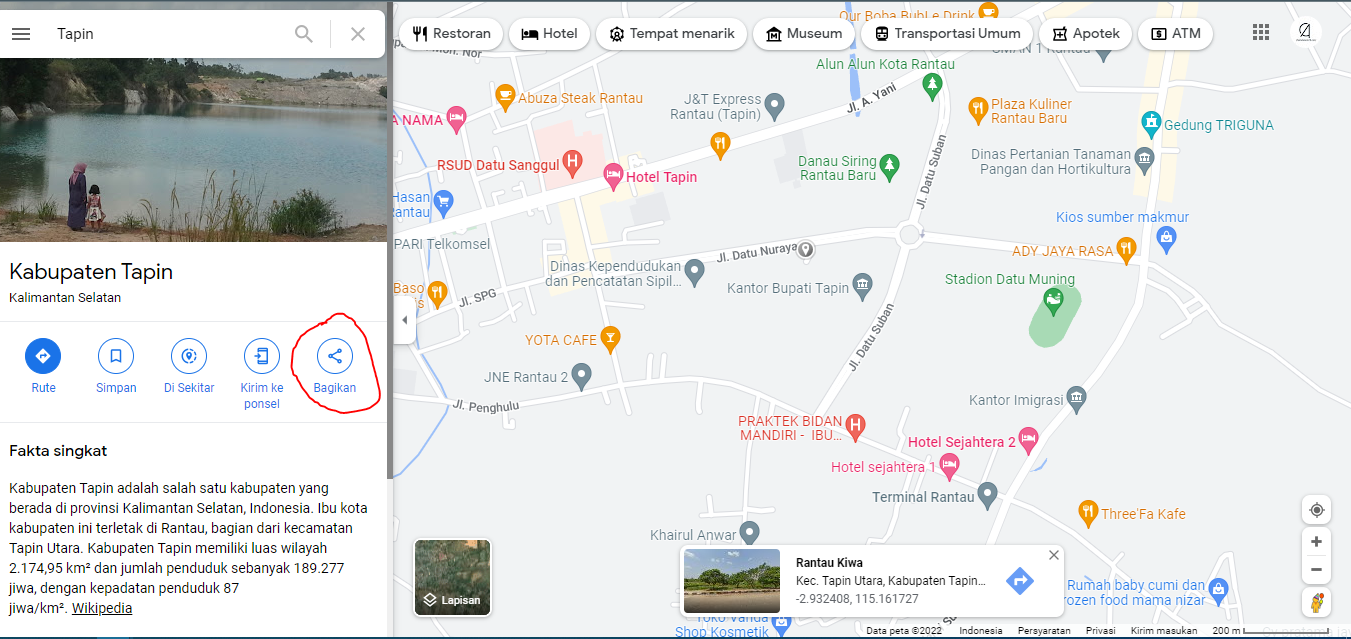 Tapin
Restoran
Hotel
Tempat menarik
Museum
Transportasi Umum
Apotek
ATM
Kabupaten Tapin
Kalimantan Selatan
Rute
Simpan
Di Sekitar
Kirim ke
ponsel
Bagikan
Fakta singkat
Kabupaten Tapin adalah salah satu kabupaten yang
berada di provinsi Kalimantan Selatan, Indonesia. Ibu kota
kabupaten ini terletak di Rantau, bagian dari kecamatan
Tapin Utara. Kabupaten Tapin memiliki luas wilayah
2.174,95 km² dan jumlah penduduk sebanyak 189.277
jiwa, dengan kepadatan penduduk 87
jiwa/km². Wikipedia
Our Boba Bubl e Drink
Mon. Nor
SMAN 1 Rantau
Alun Alun Kota Rantau
Abuza Steak Rantau
J&T Express
Rantau (Tapin)
Jl. A. Yani
Plaza Kuliner
Rantau Baru
A NAMA
Gedung TRIGUNA
RSUD Datu Sanggul
Hotel Tapin
Danau Siring
Rantau Baru
Jl. Datu Suban
Dinas Pertanian Tanaman
Pangan dan Hortikultura
Hasan
Rantau
Kios sumber makmur
PARI Telkomsel
Jl. Datu Nuraya
ADY JAYA RASA
Dinas Kependudukan
dan Pencatatan Sipil...
Kantor Bupati Tapin
Stadion Datu Muning
Baso
Jl. SPG
YOTA CAFE
Jl. Datu Suban
JNE Rantau 2
Jl. Penghulu
Kantor Imigrasi
PRAKTEK BIDAN
MANDIRI - IBU...
Hotel Sejahtera 2
Hotel sejahtera 1
Terminal Rantau
Three'Fa Kafe
Khairul Anwar
Lapisan
Rantau Kiwa
Kec. Tapin Utara, Kabupaten Tapin...
-2.932408, 115.161727
Rumah baby cumi dan
rozen food mama nizar
Toko Vanda
Shop Kosmetik
Data peta ©2022
Indonesia
Persyaratan
Privasi
Kirim masukan
200 m